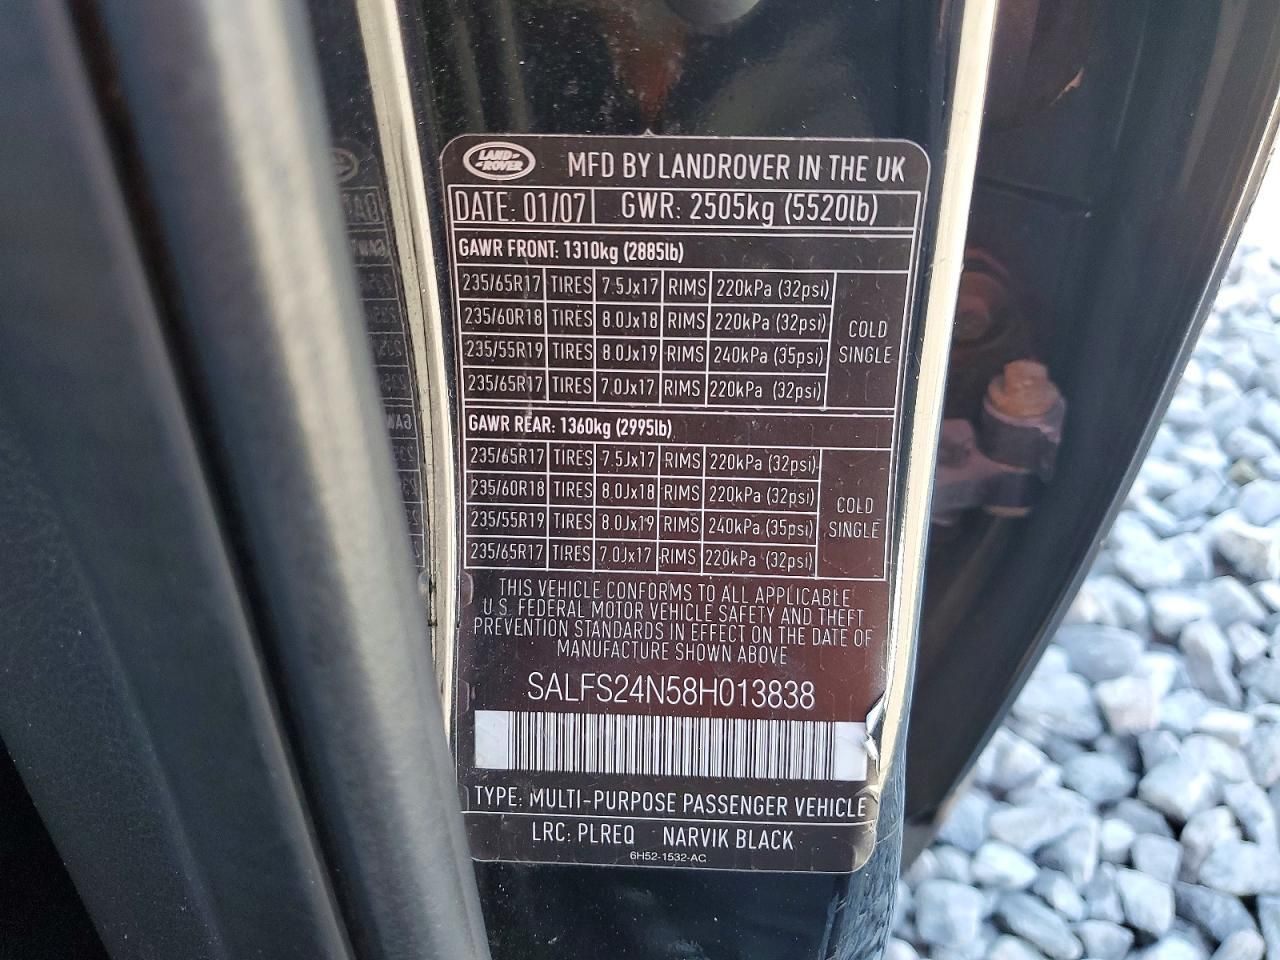 LAND-
-ROVER
MFD BY LANDROVER IN THE UK
DATE: 01/07 GWR: 2505kg (5520lb)
GAWR FRONT: 1310kg (2885lb)
235/65R17 TIRES 7.5Jx17 RIMS 220kPa (32psi)
235/60R18 TIRES 8.0Jx18 RIMS 220kPa (32psi)
235/55R19 TIRES 8.0Jx19 RIMS 240kPa (35psi)
235/65R17 TIRES 7.0Jx17 RIMS 220kPa (32psi)
COLD
SINGLE
GAWR REAR: 1360kg (2995lb)
235/65R17 TIRES 7.5Jx17 RIMS 220kPa (32psi)
235/60R18 TIRES 8.0Jx18 RIMS 220kPa (32psi)
235/55R19 TIRES 8.0Jx19 RIMS 240kPa (35psi)
235/65R17 TIRES 7.0Jx17 RIMS 220kPa (32psi)
COLD
SINGLE
THIS VEHICLE CONFORMS TO ALL APPLICABLE
U.S. FEDERAL MOTOR VEHICLE SAFETY AND THEFT
PREVENTION STANDARDS IN EFFECT ON THE DATE OF
MANUFACTURE SHOWN ABOVE
SALFS24N58H013838
TYPE: MULTI-PURPOSE PASSENGER VEHICLE
LRC: PLREQ NARVIK BLACK
6H52-1532-AC